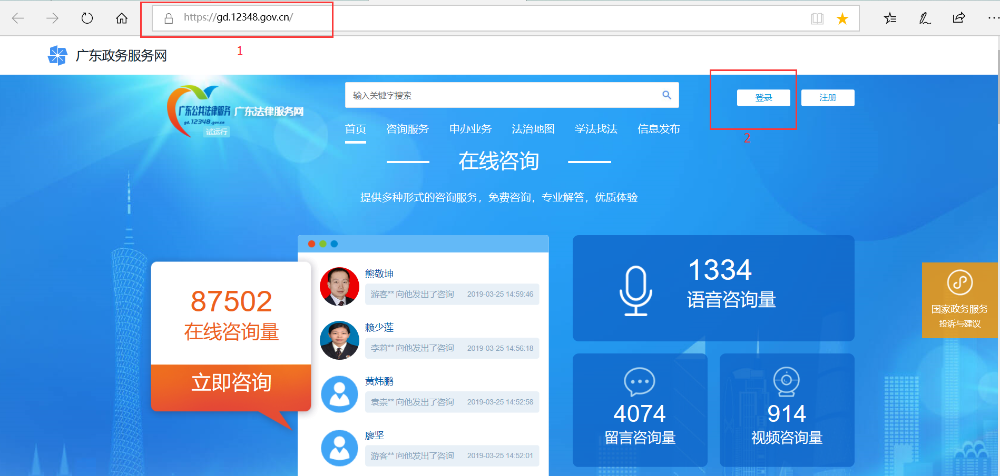 https://gd.12348.gov.cn/
1
广东政务服务网
广东公共法律服务
gd.12348.gov.cn
试运行
广东法律服务网
输入关键字搜索
登录
注册
2
首页
咨询服务
申办业务
法治地图
学法找法
信息发布
在线咨询
提供多种形式的咨询服务，免费咨询，专业解答，优质体验
87502
在线咨询量
立即咨询
熊敬坤
游客** 向他发出了咨询 2019-03-25 14:59:46
赖少莲
李莉** 向他发出了咨询 2019-03-25 14:56:18
黄炜鹏
袁崇** 向他发出了咨询 2019-03-25 14:52:58
廖坚
游客** 向他发出了咨询 2019-03-25 14:52:01
1334
语音咨询量
4074
留言咨询量
914
视频咨询量
国家政务服务
投诉与建议